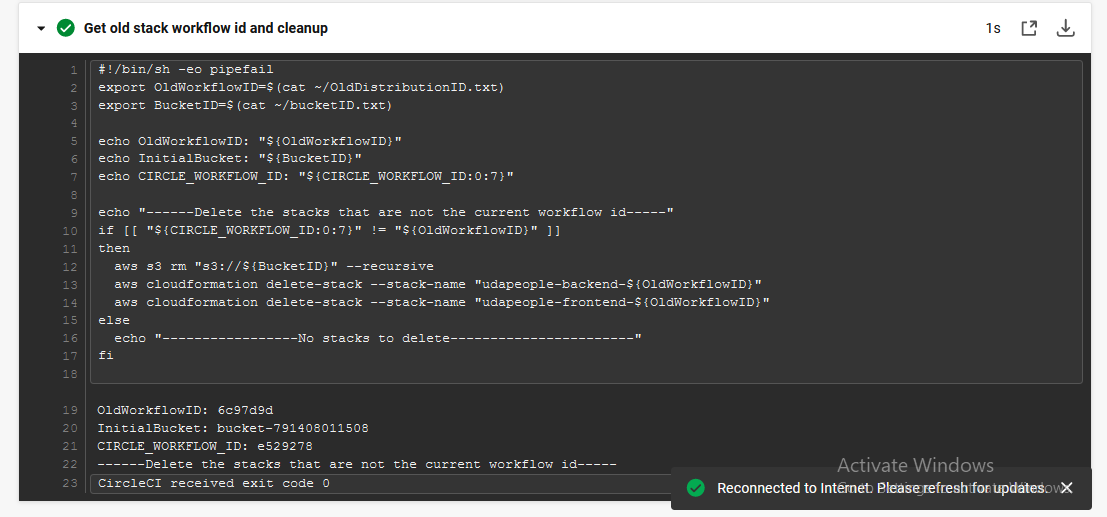 Get old stack workflow id and cleanup
1s
1 #!/bin/sh -eo pipefail
2 export OldWorkflowID=$(cat ~/OldDistributionID.txt)
3 export BucketID=$(cat ~/bucketID.txt)
4
5 echo OldWorkflowID: "${OldWorkflowID}"
6 echo InitialBucket: "${BucketID}"
7 echo CIRCLE_WORKFLOW_ID: "${CIRCLE_WORKFLOW_ID:0:7}"
8
9 echo "------Delete the stacks that are not the current workflow id-----"
10 if [[ "${CIRCLE_WORKFLOW_ID:0:7}" != "${OldWorkflowID}" ]]
11 then
12   aws s3 rm "s3://${BucketID}" --recursive
13   aws cloudformation delete-stack --stack-name "udapeople-backend-${OldWorkflowID}"
14   aws cloudformation delete-stack --stack-name "udapeople-frontend-${OldWorkflowID}"
15 else
16   echo "-----------------No stacks to delete-----------------------"
17 fi
18
19 OldWorkflowID: 6c97d9d
20 InitialBucket: bucket-791408011508
21 CIRCLE_WORKFLOW_ID: e529278
22 ------Delete the stacks that are not the current workflow id-----
23 CircleCI received exit code 0
Activate Windows
Go to Settings to activate Windows.
Reconnected to Internet. Please refresh for updates.